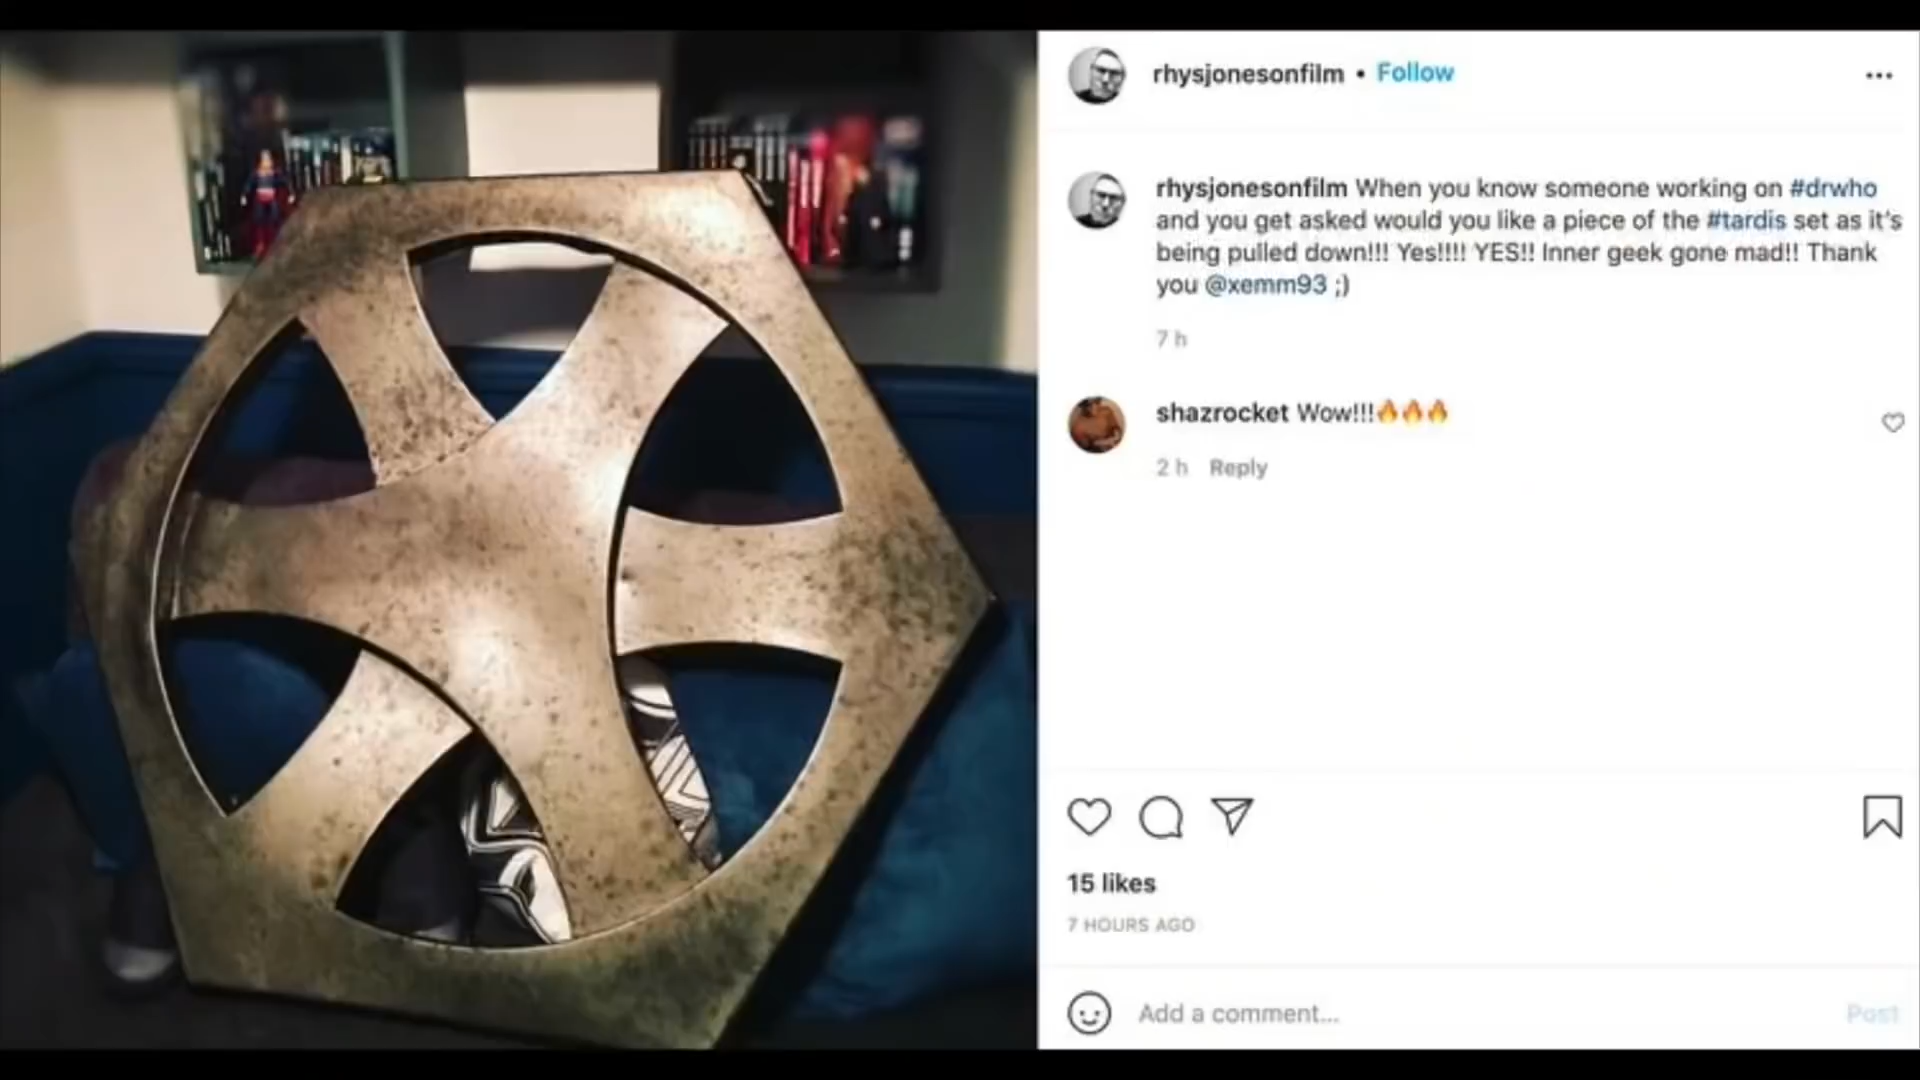 rhysjonesonfilm • Follow
rhysjonesonfilm When you know someone working on #drwho
and you get asked would you like a piece of the #tardis set as it's
being pulled down!!! Yes!!!! YES!! Inner geek gone mad!! Thank
you @xemm93 ;)
7 h
shazrocket Wow!!!🔥🔥🔥
2 h Reply
15 likes
7 HOURS AGO
Add a comment... Post